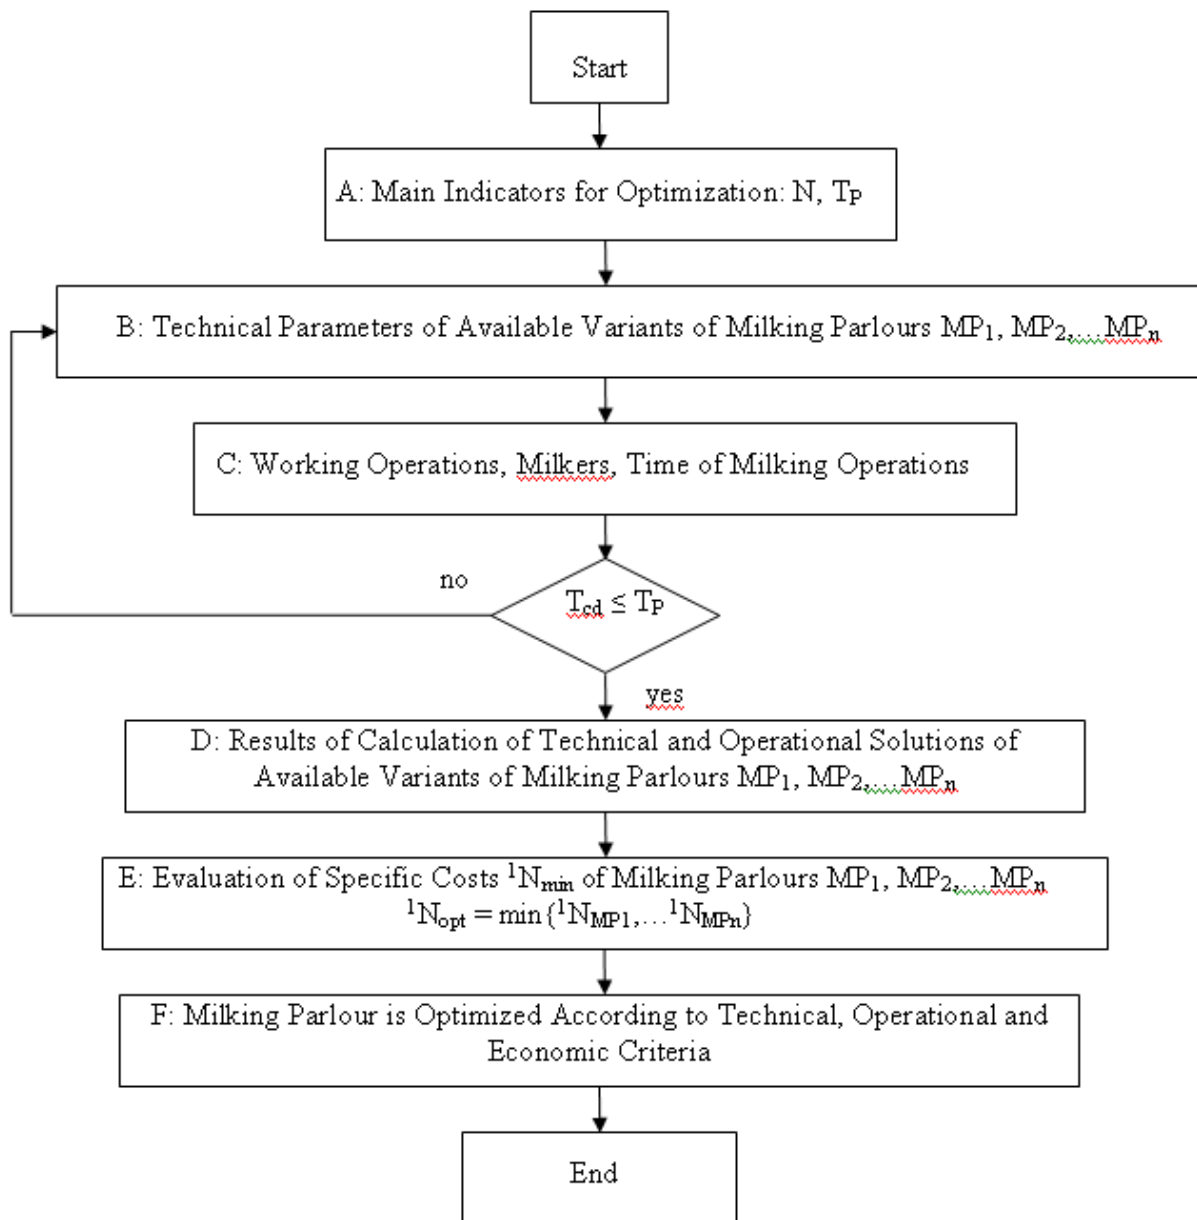 Start
A: Main Indicators for Optimization: N, TP
B: Technical Parameters of Available Variants of Milking Parlours MP1, MP2,…MPn
C: Working Operations, Milkers, Time of Milking Operations
no
Tcd ≤ TP
yes
D: Results of Calculation of Technical and Operational Solutions of
Available Variants of Milking Parlours MP1, MP2,…MPn
E: Evaluation of Specific Costs 1Nmin of Milking Parlours MP1, MP2,…MPn
1Nopt = min{1NMP1,…1NMPn}
F: Milking Parlour is Optimized According to Technical, Operational and
Economic Criteria
End